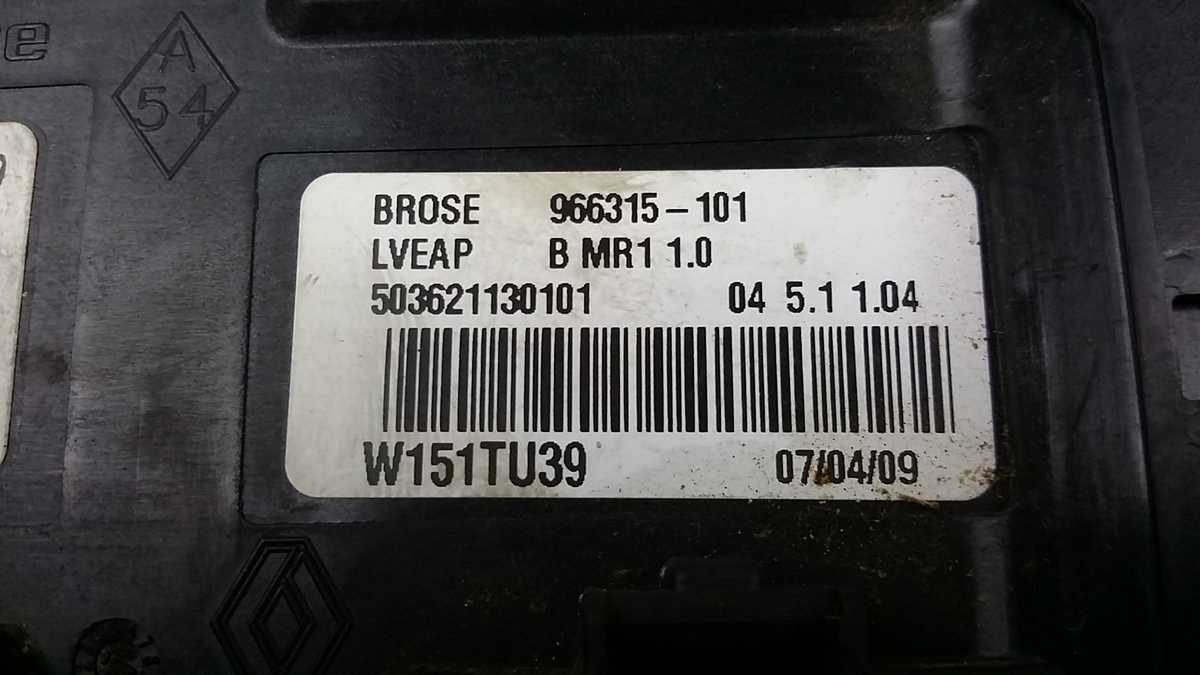 A
54
BROSE 966315-101
LVEAP B MR1 1.0
503621130101 04 5.1 1.04
W151TU39 07/04/09